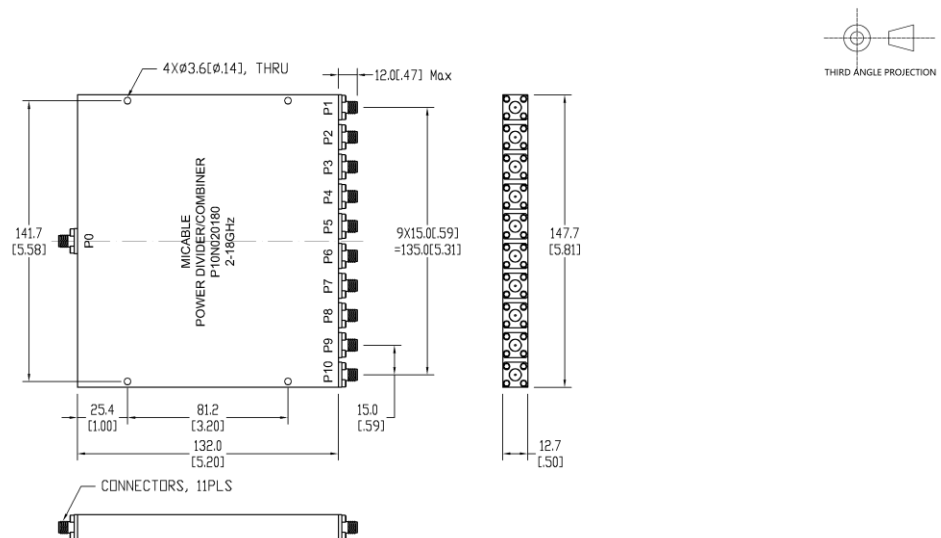 THIRD ANGLE PROJECTION
4XØ3.6[Ø.14], THRU
12.0[.47] Max
P1
P2
P3
P4
P5
P6
P7
P8
P9
P10
P0
MICABLE
POWER DIVIDER/COMBINER
P10N020180
2-18GHz
141.7
[5.58]
9X15.0[.59]
=135.0[5.31]
147.7
[5.81]
25.4
[1.00]
81.2
[3.20]
15.0
[.59]
132.0
[5.20]
12.7
[.50]
CONNECTORS, 11PLS